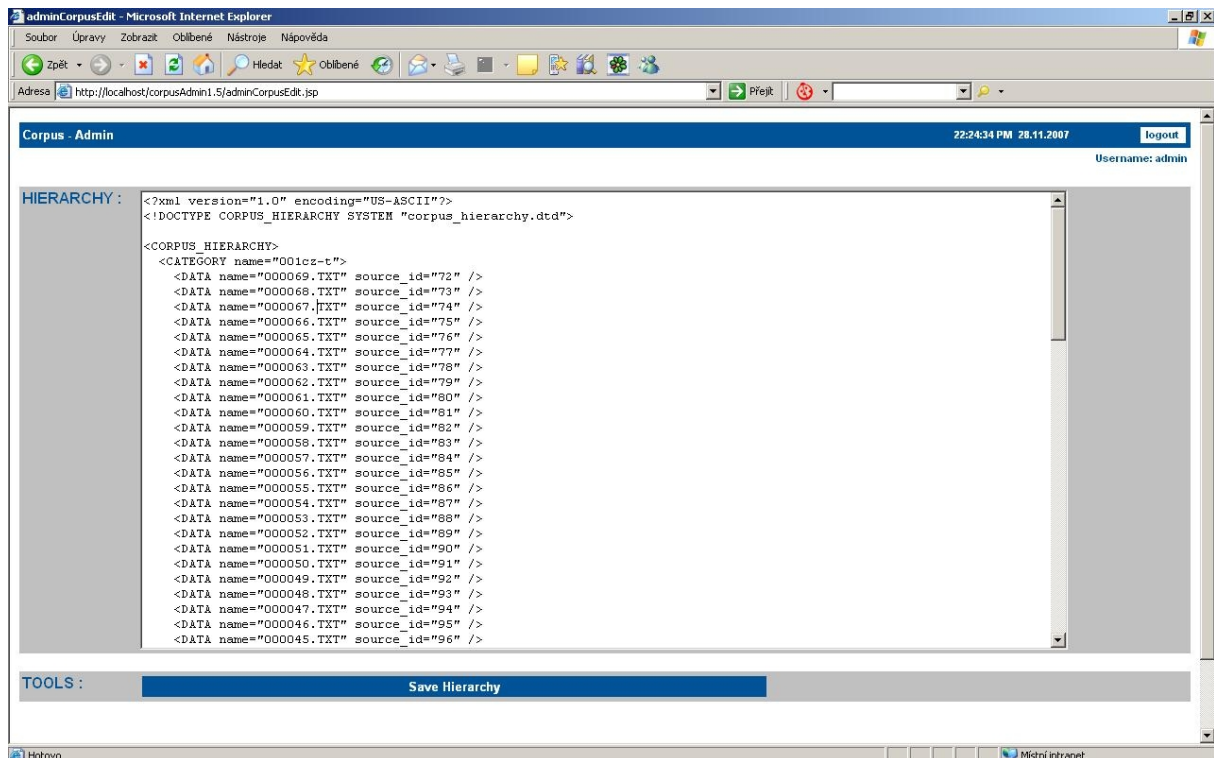 adminCorpusEdit - Microsoft Internet Explorer
Soubor Úpravy Zobrazit Oblíbené Nástroje Nápověda
Zpět Hledat Oblíbené
Adresa http://localhost/corpusAdmin1.5/adminCorpusEdit.jsp Přejít
Corpus - Admin 22:24:34 PM 28.11.2007 logout
Username: admin
HIERARCHY :
<?xml version="1.0" encoding="US-ASCII"?>
<!DOCTYPE CORPUS_HIERARCHY SYSTEM "corpus_hierarchy.dtd">
<CORPUS_HIERARCHY>
<CATEGORY name="001cz-t">
<DATA name="000069.TXT" source_id="72" />
<DATA name="000068.TXT" source_id="73" />
<DATA name="000067.TXT" source_id="74" />
<DATA name="000066.TXT" source_id="75" />
<DATA name="000065.TXT" source_id="76" />
<DATA name="000064.TXT" source_id="77" />
<DATA name="000063.TXT" source_id="78" />
<DATA name="000062.TXT" source_id="79" />
<DATA name="000061.TXT" source_id="80" />
<DATA name="000060.TXT" source_id="81" />
<DATA name="000059.TXT" source_id="82" />
<DATA name="000058.TXT" source_id="83" />
<DATA name="000057.TXT" source_id="84" />
<DATA name="000056.TXT" source_id="85" />
<DATA name="000055.TXT" source_id="86" />
<DATA name="000054.TXT" source_id="87" />
<DATA name="000053.TXT" source_id="88" />
<DATA name="000052.TXT" source_id="89" />
<DATA name="000051.TXT" source_id="90" />
<DATA name="000050.TXT" source_id="91" />
<DATA name="000049.TXT" source_id="92" />
<DATA name="000048.TXT" source_id="93" />
<DATA name="000047.TXT" source_id="94" />
<DATA name="000046.TXT" source_id="95" />
<DATA name="000045.TXT" source_id="96" />
TOOLS :
Save Hierarchy
Hotovo Místní intranet